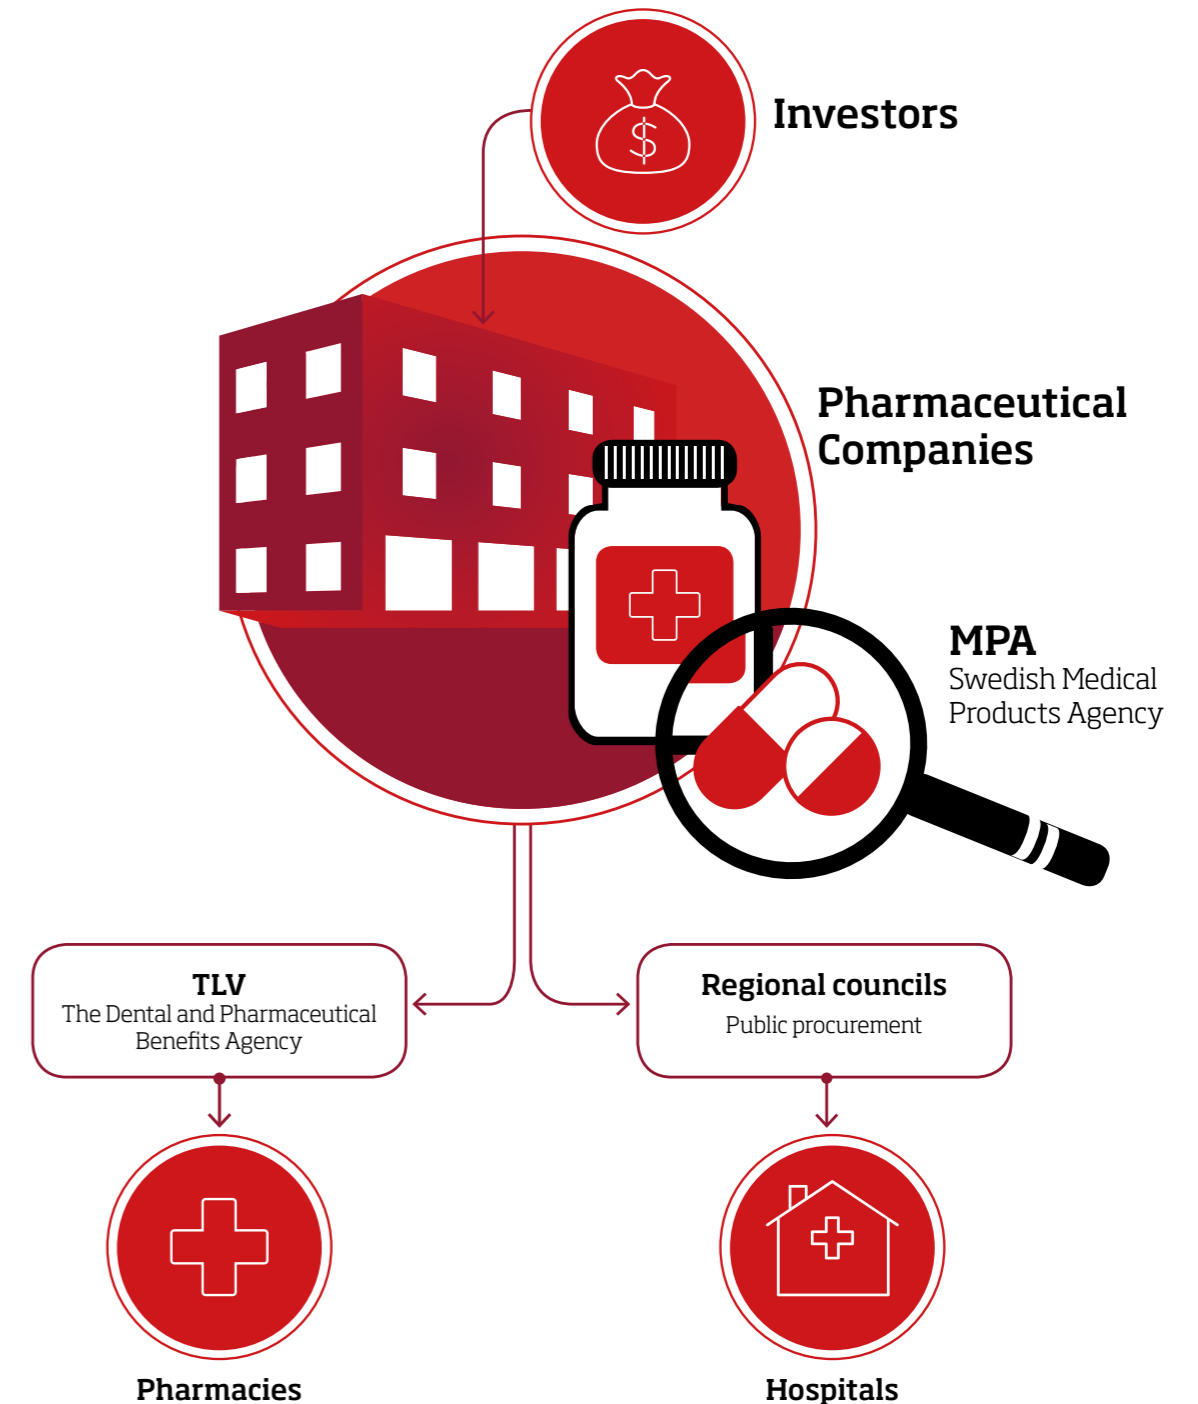 $
Investors
Pharmaceutical
Companies
MPA
Swedish Medical
Products Agency
TLV
The Dental and Pharmaceutical
Benefits Agency
Regional councils
Public procurement
Pharmacies
Hospitals